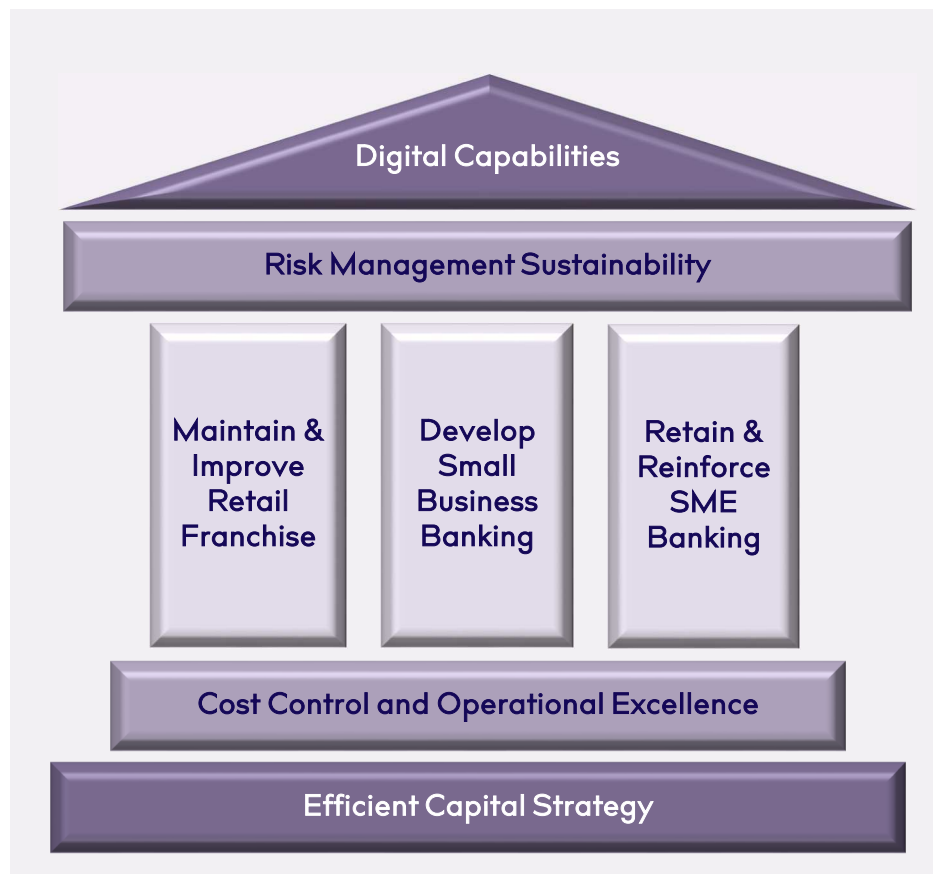 Digital Capabilities
Risk Management Sustainability
Maintain &
Improve
Retail
Franchise
Develop
Small
Business
Banking
Retain &
Reinforce
SME
Banking
Cost Control and Operational Excellence
Efficient Capital Strategy